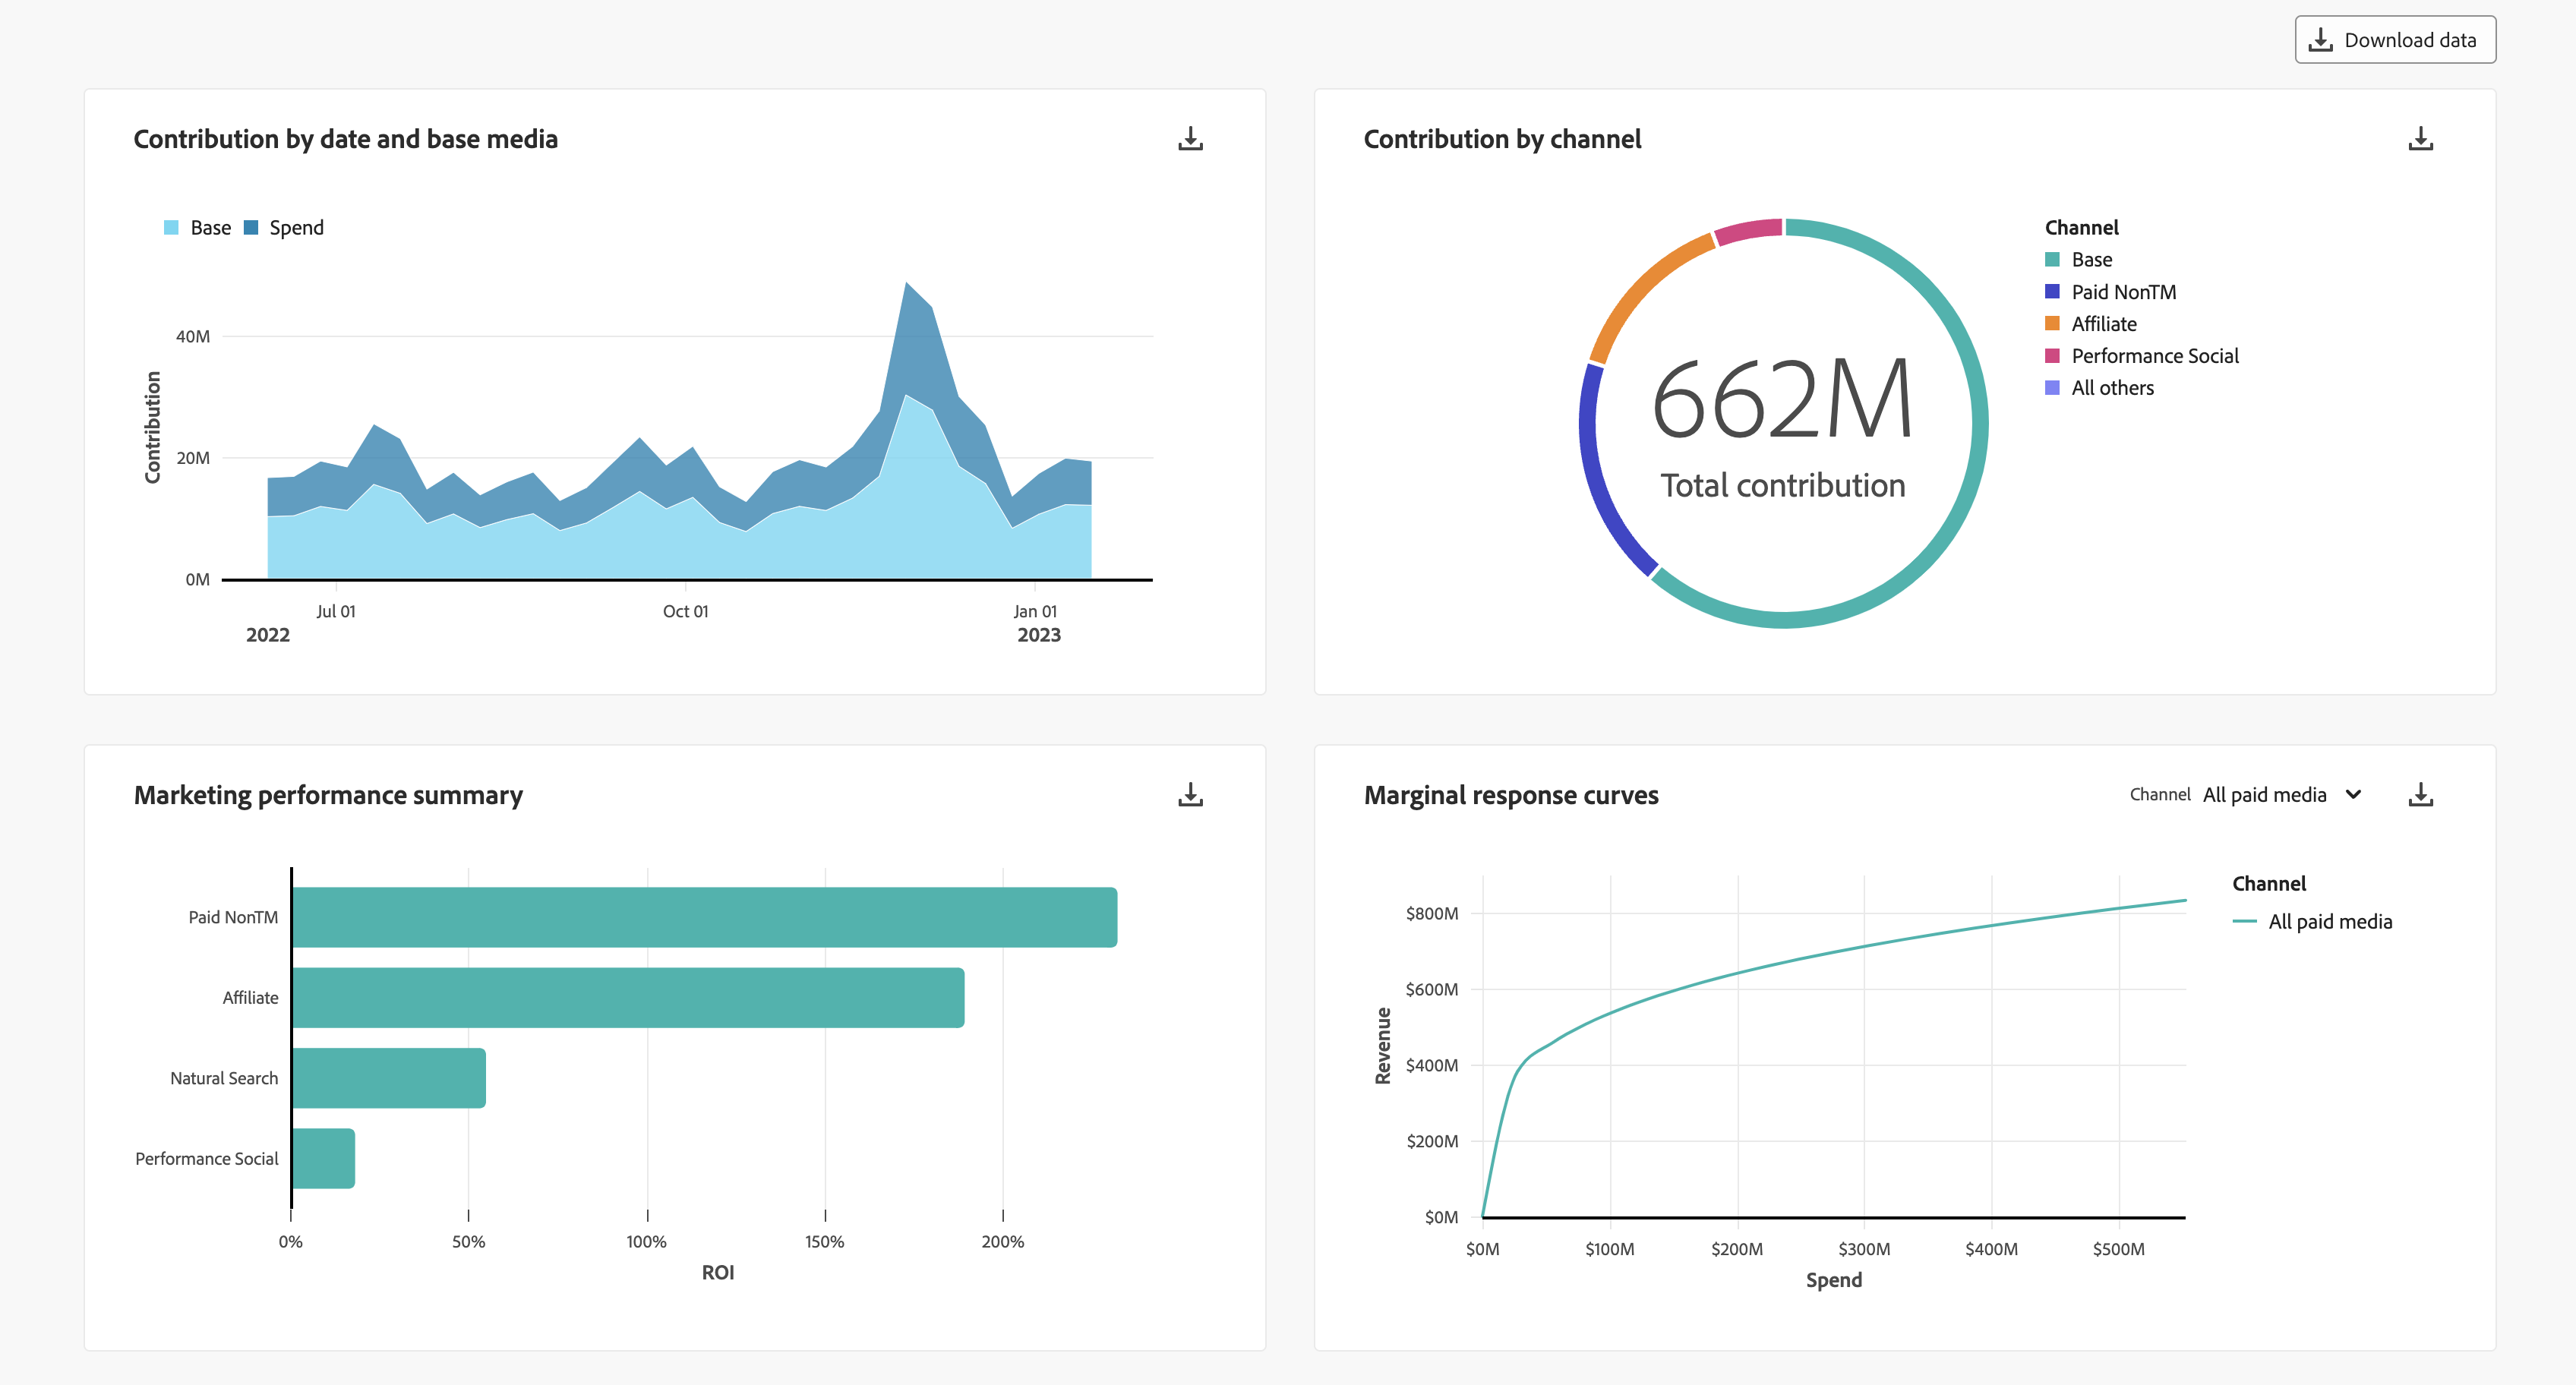 Download data
Contribution by date and base media
Base Spend
Contribution
40M
20M
0M
Jul 01 Oct 01 Jan 01
2022 2023
Contribution by channel
662M
Total contribution
Channel
Base
Paid NonTM
Affiliate
Performance Social
All others
Marketing performance summary
Paid NonTM
Affiliate
Natural Search
Performance Social
0% 50% 100% 150% 200%
ROI
Marginal response curves
Channel All paid media
Revenue
$800M
$600M
$400M
$200M
$0M
$0M $100M $200M $300M $400M $500M
Spend
Channel
All paid media